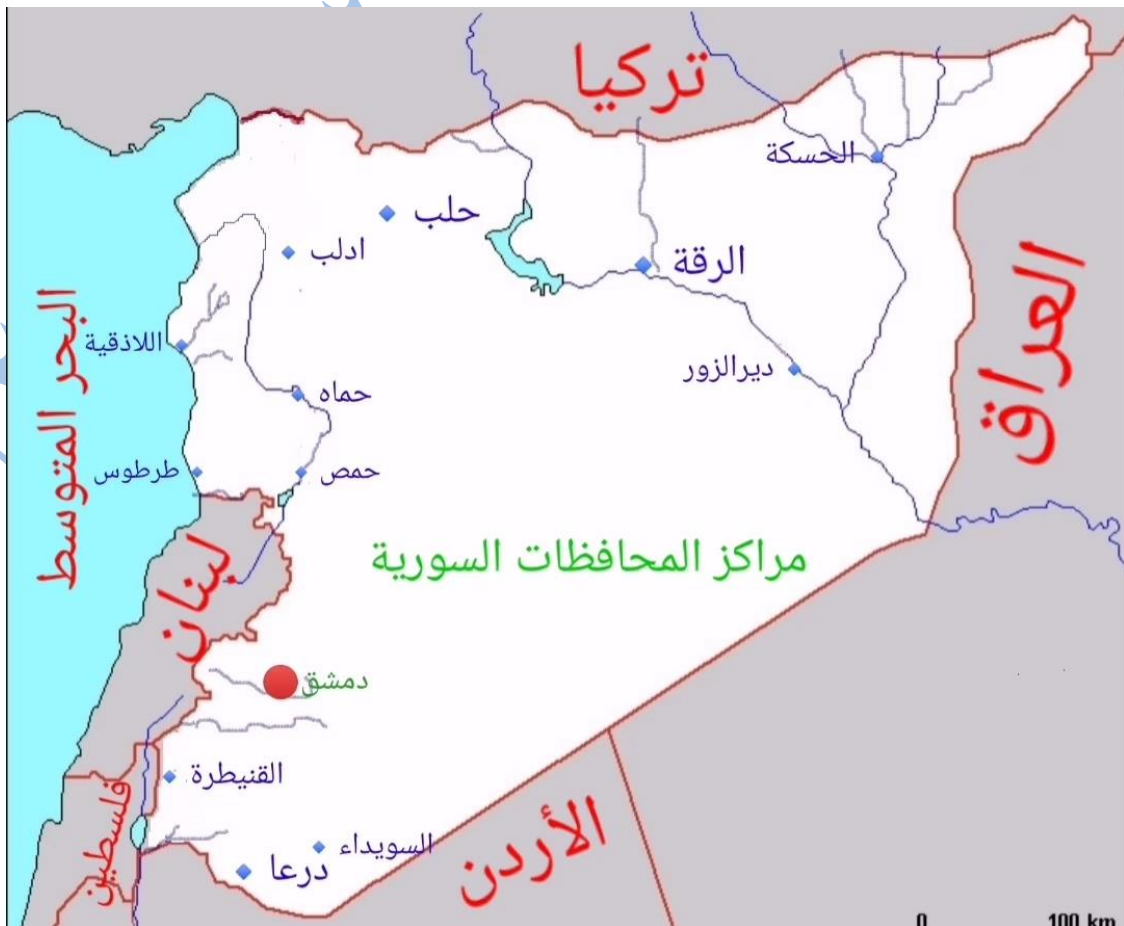 تركيا
الحسكة
حلب
ادلب
الرقة
العراق
البحر المتوسط
اللاذقية
ديرالزور
حماه
طرطوس
حمص
مراكز المحافظات السورية
لبنان
دمشق
القنيطرة
فلسطين
السويداء
درعا
الأردن
0 100 km